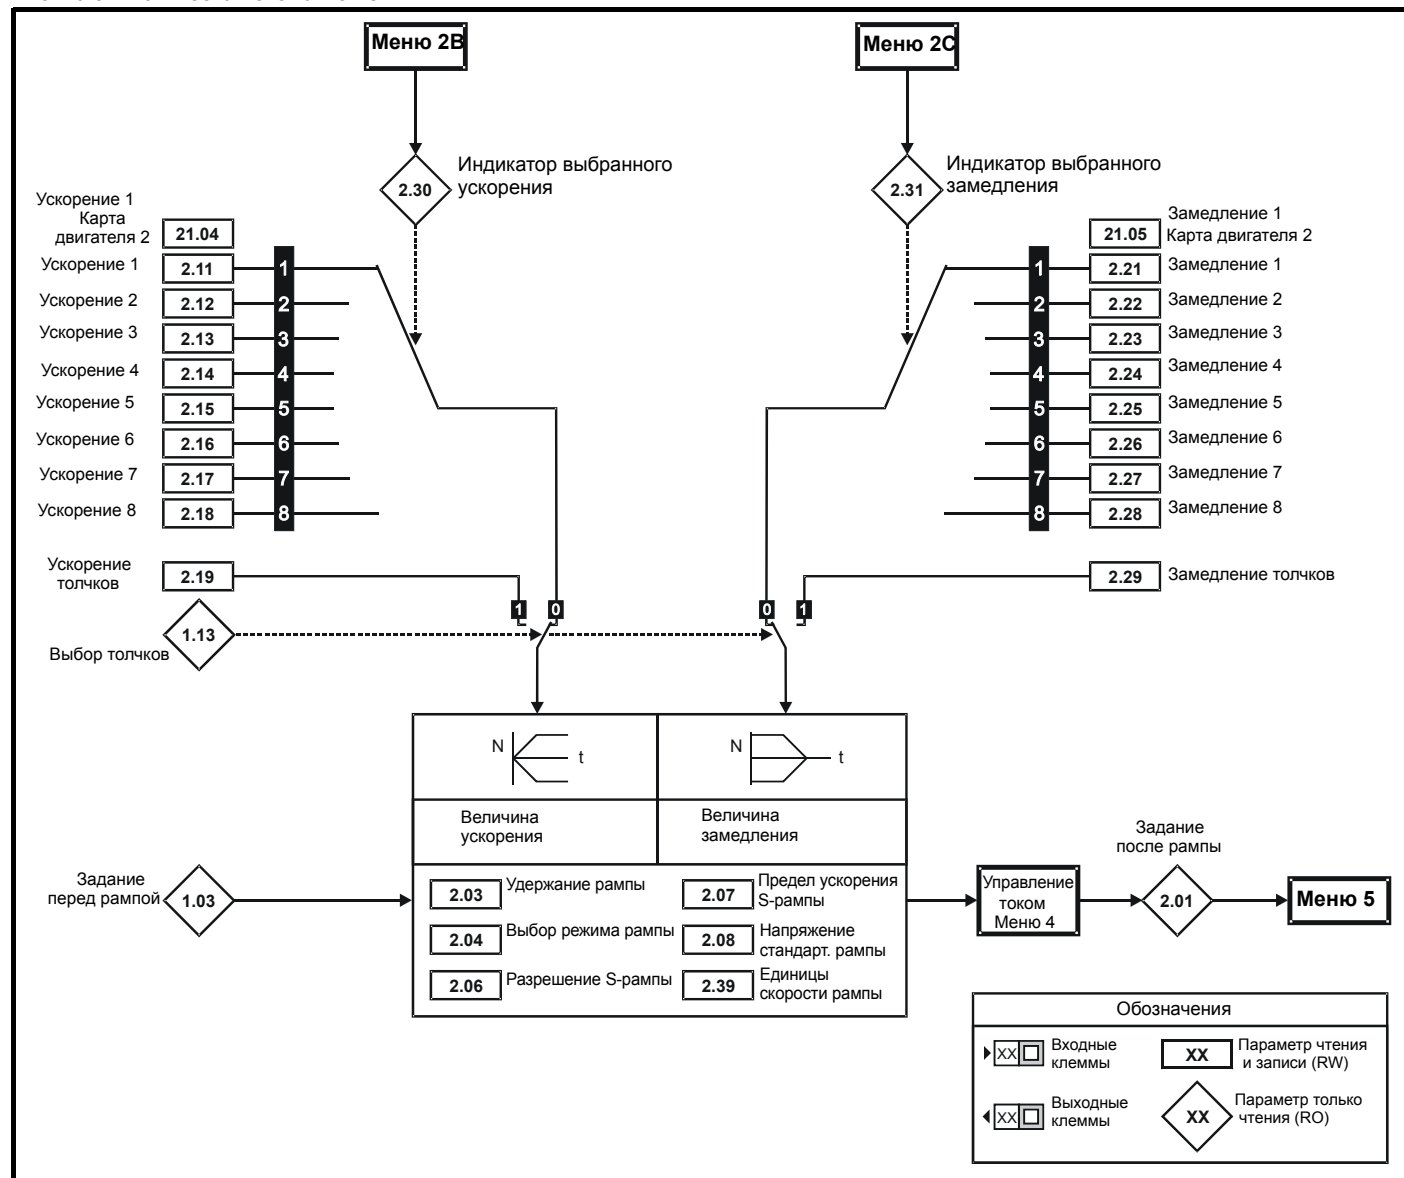 Меню 2B
Меню 2C
2.30
Индикатор выбранного
ускорения
2.31
Индикатор выбранного
замедления
Ускорение 1
Карта
двигателя 2
21.04
Ускорение 1
2.11
1
Ускорение 2
2.12
2
Ускорение 3
2.13
3
Ускорение 4
2.14
4
Ускорение 5
2.15
5
Ускорение 6
2.16
6
Ускорение 7
2.17
7
Ускорение 8
2.18
8
Замедление 1
21.05
Карта двигателя 2
1
2.21
Замедление 1
2
2.22
Замедление 2
3
2.23
Замедление 3
4
2.24
Замедление 4
5
2.25
Замедление 5
6
2.26
Замедление 6
7
2.27
Замедление 7
8
2.28
Замедление 8
Ускорение
толчков
2.19
2.29
Замедление толчков
1
0
0
1
1.13
Выбор толчков
N
t
N
t
Величина
ускорения
Величина
замедления
Задание
перед рампой
1.03
2.03
Удержание рампы
2.07
Предел ускорения
S-рампы
2.04
Выбор режима рампы
2.08
Напряжение
стандарт. рампы
2.06
Разрешение S-рампы
2.39
Единицы
скорости рампы
Управление
током
Меню 4
Задание
после рампы
2.01
Меню 5
Обозначения
XX
Входные
клеммы
XX
Параметр чтения
и записи (RW)
XX
Выходные
клеммы
XX
Параметр только
чтения (RO)